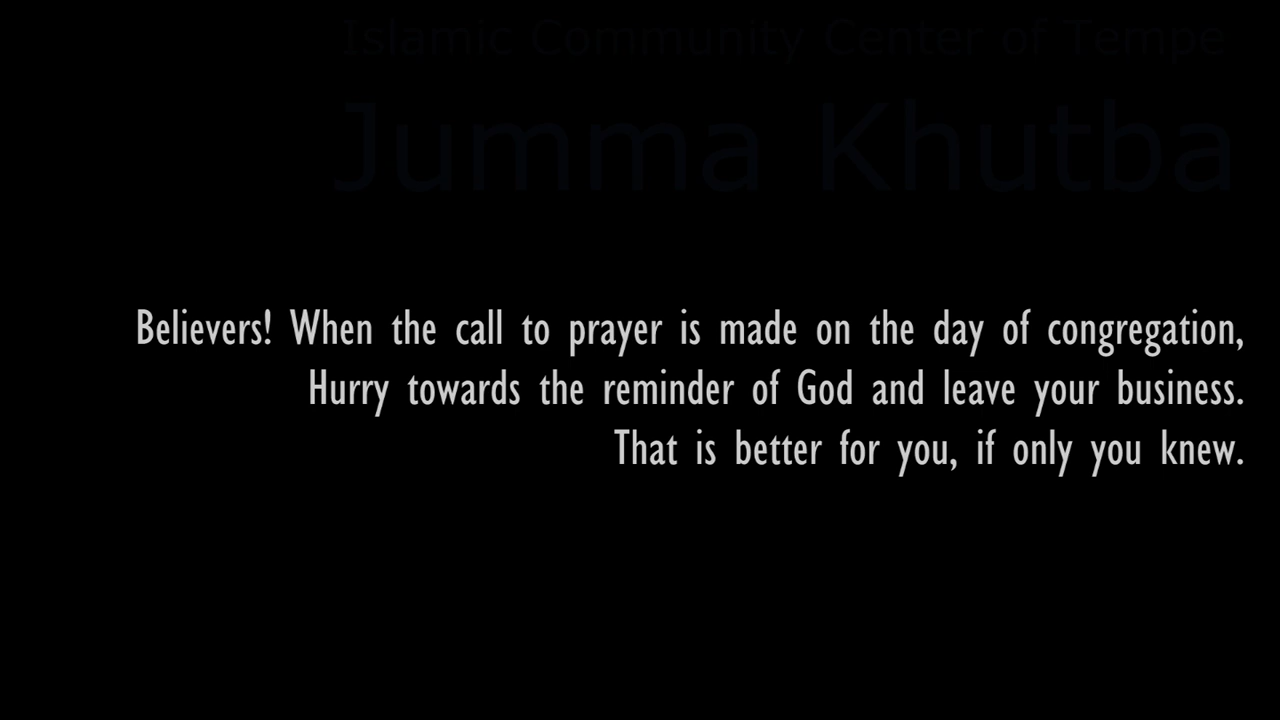 Islamic Community Center of Tempe
Jumma Khutba
Believers! When the call to prayer is made on the day of congregation,
Hurry towards the reminder of God and leave your business.
That is better for you, if only you knew.